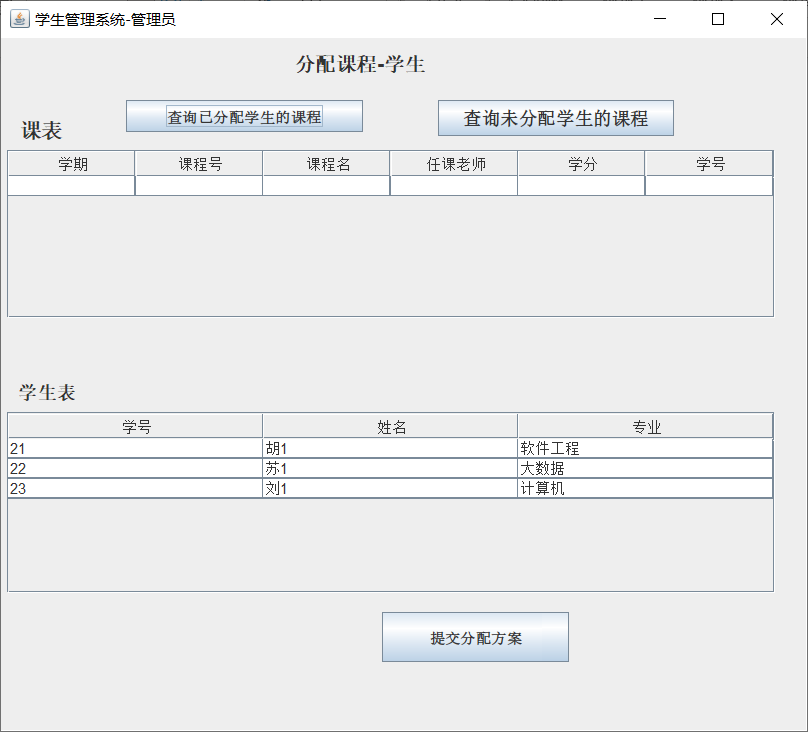 学生管理系统-管理员
分配课程-学生
查询已分配学生的课程 查询未分配学生的课程
课表
学期 课程号 课程名 任课老师 学分 学号
学生表
学号 姓名 专业
21 胡1 软件工程
22 苏1 大数据
23 刘1 计算机
提交分配方案